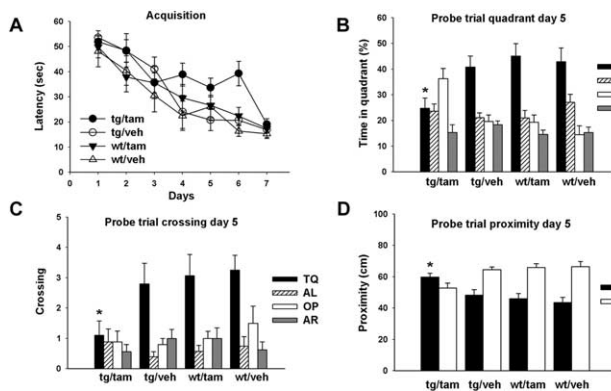 A
Acquisition
Latency (sec)
60
50
40
30
20
10
0
tg/tam
tg/veh
wt/tam
wt/veh
1 2 3 4 5 6 7
Days
B
Probe trial quadrant day 5
Time in quadrant (%)
60
40
20
0
*
tg/tam tg/veh wt/tam wt/veh
C
Probe trial crossing day 5
Crossing
5
4
3
2
1
0
*
TQ
AL
OP
AR
tg/tam tg/veh wt/tam wt/veh
D
Probe trial proximity day 5
Proximity (cm)
100
80
60
40
20
0
*
tg/tam tg/veh wt/tam wt/veh